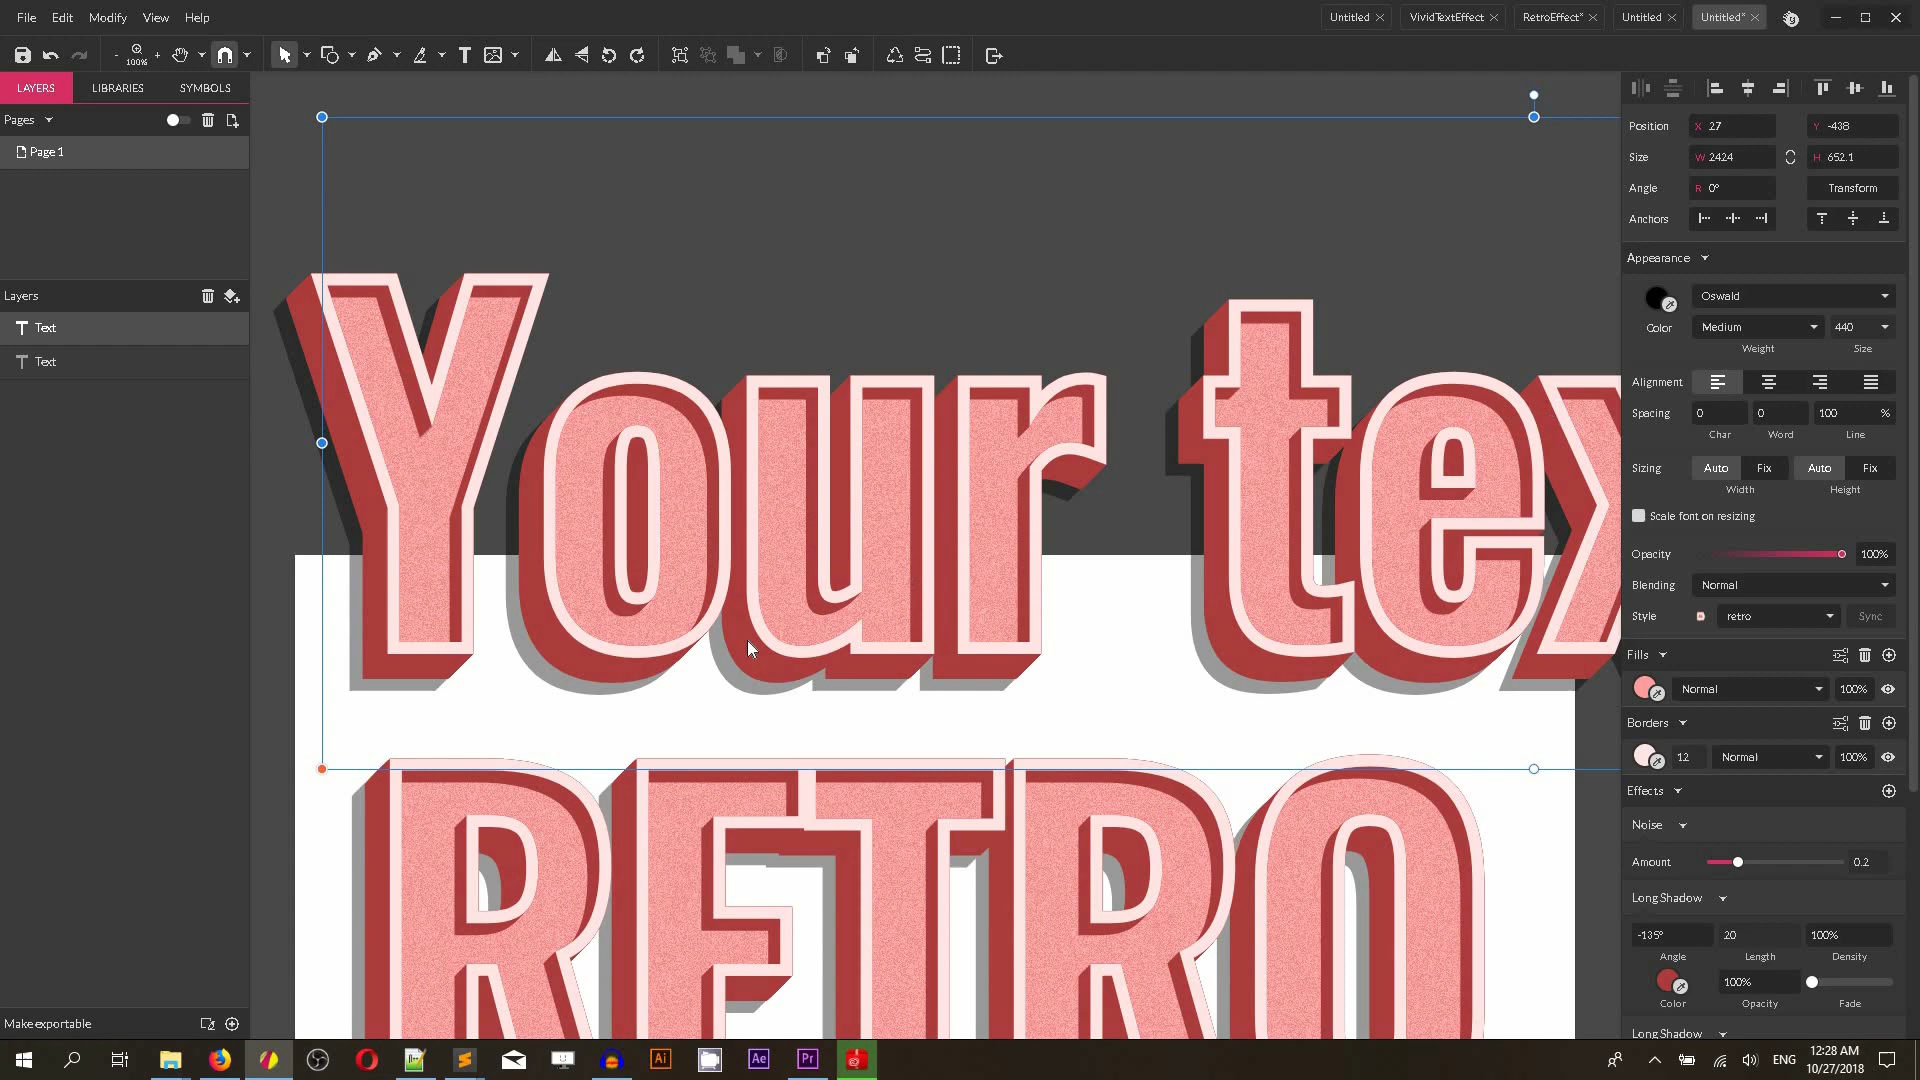 File Edit Modify View Help
Untitled VividTextEffect RetroEffect* Untitled Untitled*
- 100% +
LAYERS LIBRARIES SYMBOLS
Pages
Page 1
Layers
Text
Text
Make exportable
Your tex
RETRO
Position X 27 Y -438
Size W 2424 H 652.1
Angle R 0° Transform
Anchors
Appearance
Oswald
Color Medium 440
Weight Size
Alignment
Spacing 0 0 100 %
Char Word Line
Sizing Auto Fix Auto Fix
Width Height
Scale font on resizing
Opacity 100%
Blending Normal
Style retro Sync
Fills
Normal 100%
Borders
12 Normal 100%
Effects
Noise
Amount 0.2
Long Shadow
-135° 20 100%
Angle Length Density
100%
Color Opacity Fade
Long Shadow
Ai Ae Pr
ENG 12:28 AM
10/27/2018